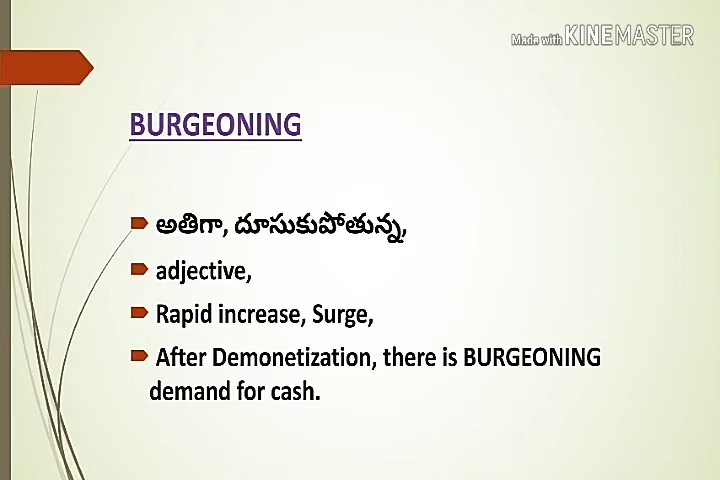 Made with KINEMASTER
BURGEONING
అతిగా, దూసుకుపోతున్న,
adjective,
Rapid increase, Surge,
After Demonetization, there is BURGEONING
demand for cash.